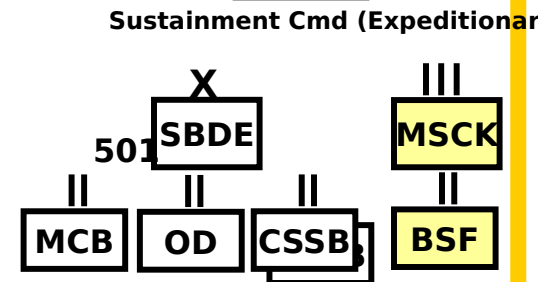 Sustainment Cmd (Expeditionar
X
III
501
SBDE
MSCK
II
II
II
II
MCB
OD
CSSB
BSF